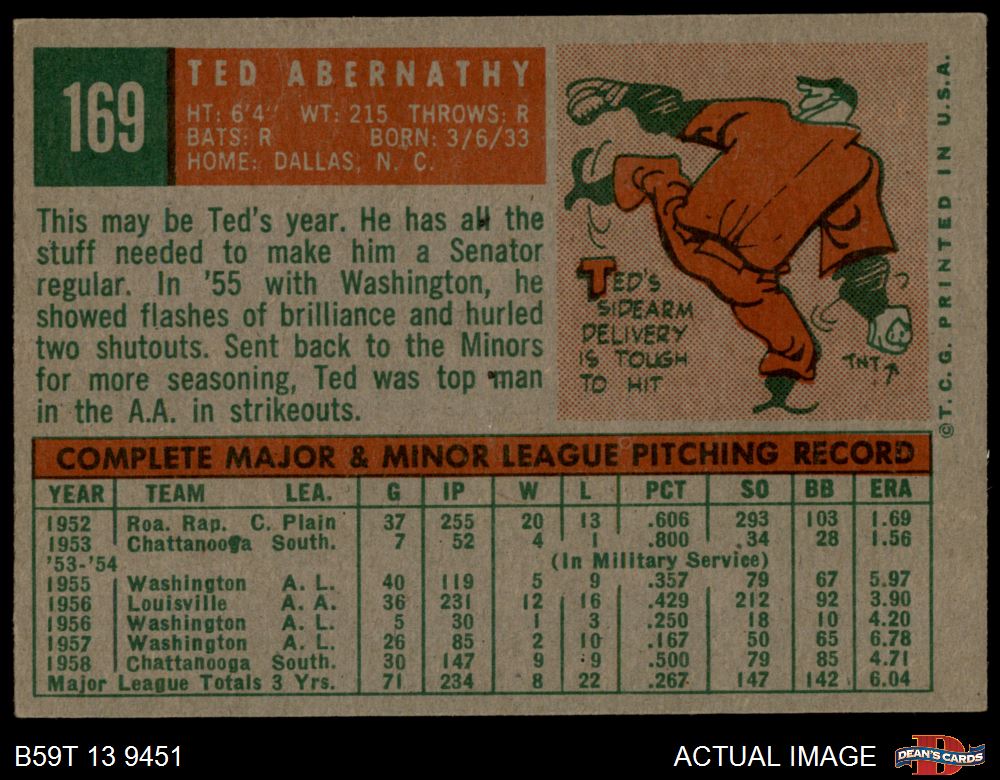 169
TED ABERNATHY
HT: 6'4" WT: 215 THROWS: R
BATS: R BORN: 3/6/33
HOME: DALLAS, N. C.
This may be Ted's year. He has all the
stuff needed to make him a Senator
regular. In '55 with Washington, he
showed flashes of brilliance and hurled
two shutouts. Sent back to the Minors
for more seasoning, Ted was top man
in the A.A. in strikeouts.
TED'S
SIDEARM
DELIVERY
IS TOUGH
TO HIT
TNT
©T. C. G. PRINTED IN U.S.A.
COMPLETE MAJOR & MINOR LEAGUE PITCHING RECORD
YEAR TEAM LEA. G IP W L PCT SO BB ERA
1952 Roa. Rap. C. Plain 37 255 20 13 .606 293 103 1.69
1953 Chattanooga South. 7 52 4 1 .800 34 28 1.56
'53-'54 (In Military Service)
1955 Washington A. L. 40 119 5 9 .357 79 67 5.97
1956 Louisville A. A. 36 231 12 16 .429 212 92 3.90
1956 Washington A. L. 5 30 1 3 .250 18 10 4.20
1957 Washington A. L. 26 85 2 10 .167 50 65 6.78
1958 Chattanooga South. 30 147 9 9 .500 79 85 4.71
Major League Totals 3 Yrs. 71 234 8 22 .267 147 142 6.04
B59T 13 9451
ACTUAL IMAGE
D
DEAN'S CARDS